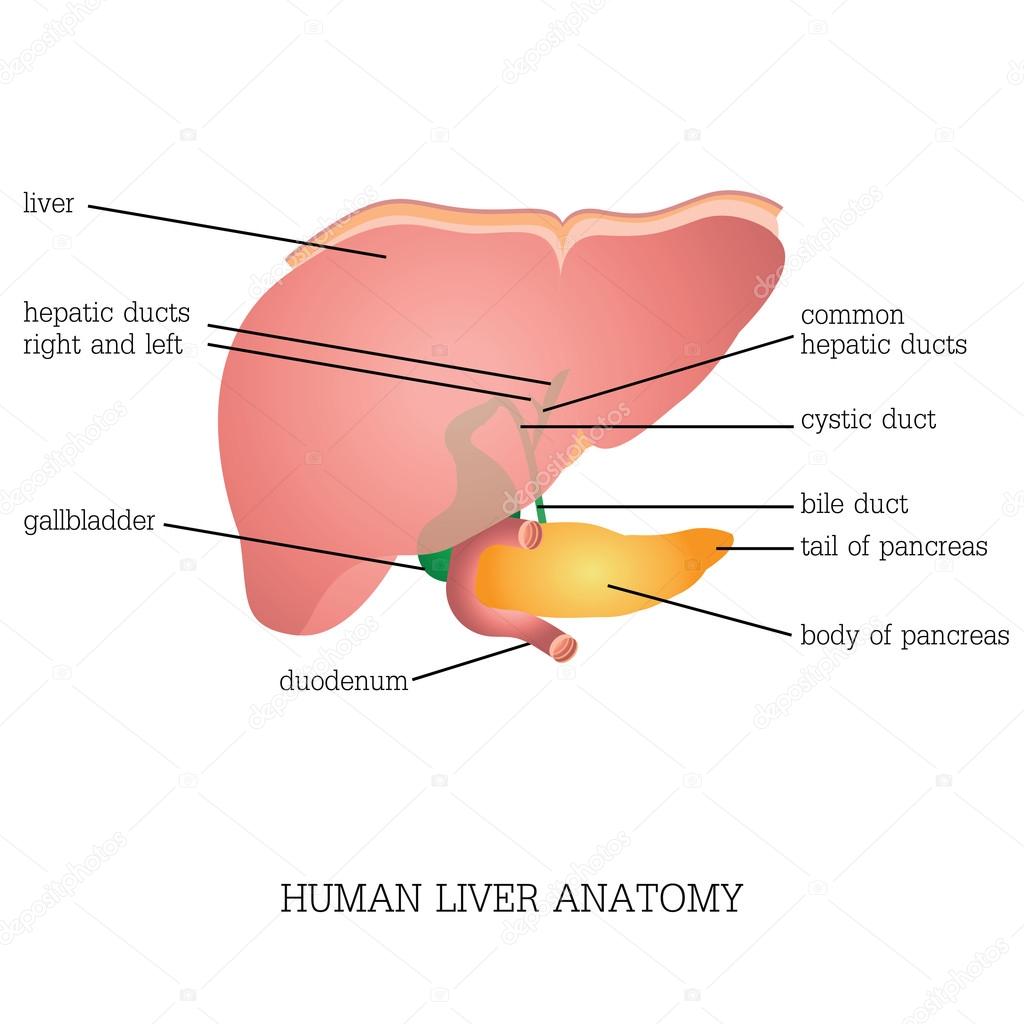 liver
hepatic ducts
right and left
gallbladder
duodenum
common
hepatic ducts
cystic duct
bile duct
tail of pancreas
body of pancreas
HUMAN LIVER ANATOMY
depositphotos